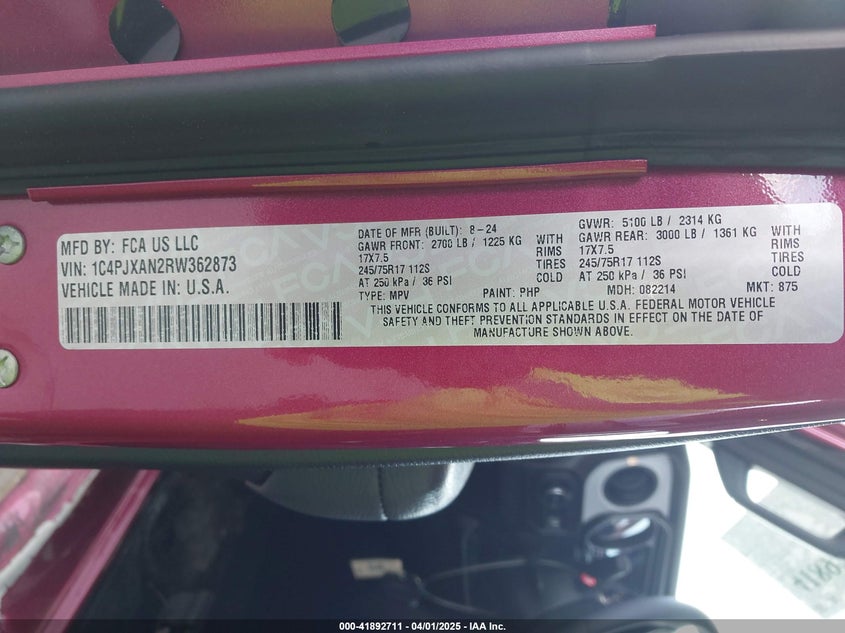 MFD BY: FCA US LLC
VIN: 1C4PJXAN2RW362873
VEHICLE MADE IN: U.S.A.
DATE OF MFR (BUILT): 8-24
GAWR FRONT: 2700 LB / 1225 KG
17X7.5 RIMS
245/75R17 112S TIRES
AT 250 kPa / 36 PSI COLD
TYPE: MPV PAINT: PHP
GVWR: 5100 LB / 2314 KG
GAWR REAR: 3000 LB / 1361 KG
17X7.5 RIMS
245/75R17 112S TIRES
AT 250 kPa / 36 PSI COLD
MDH: 082214 MKT: 875
THIS VEHICLE CONFORMS TO ALL APPLICABLE U.S.A. FEDERAL MOTOR VEHICLE
SAFETY AND THEFT PREVENTION STANDARDS IN EFFECT ON THE DATE OF
MANUFACTURE SHOWN ABOVE.
000-41892711 - 04/01/2025 - IAA Inc.